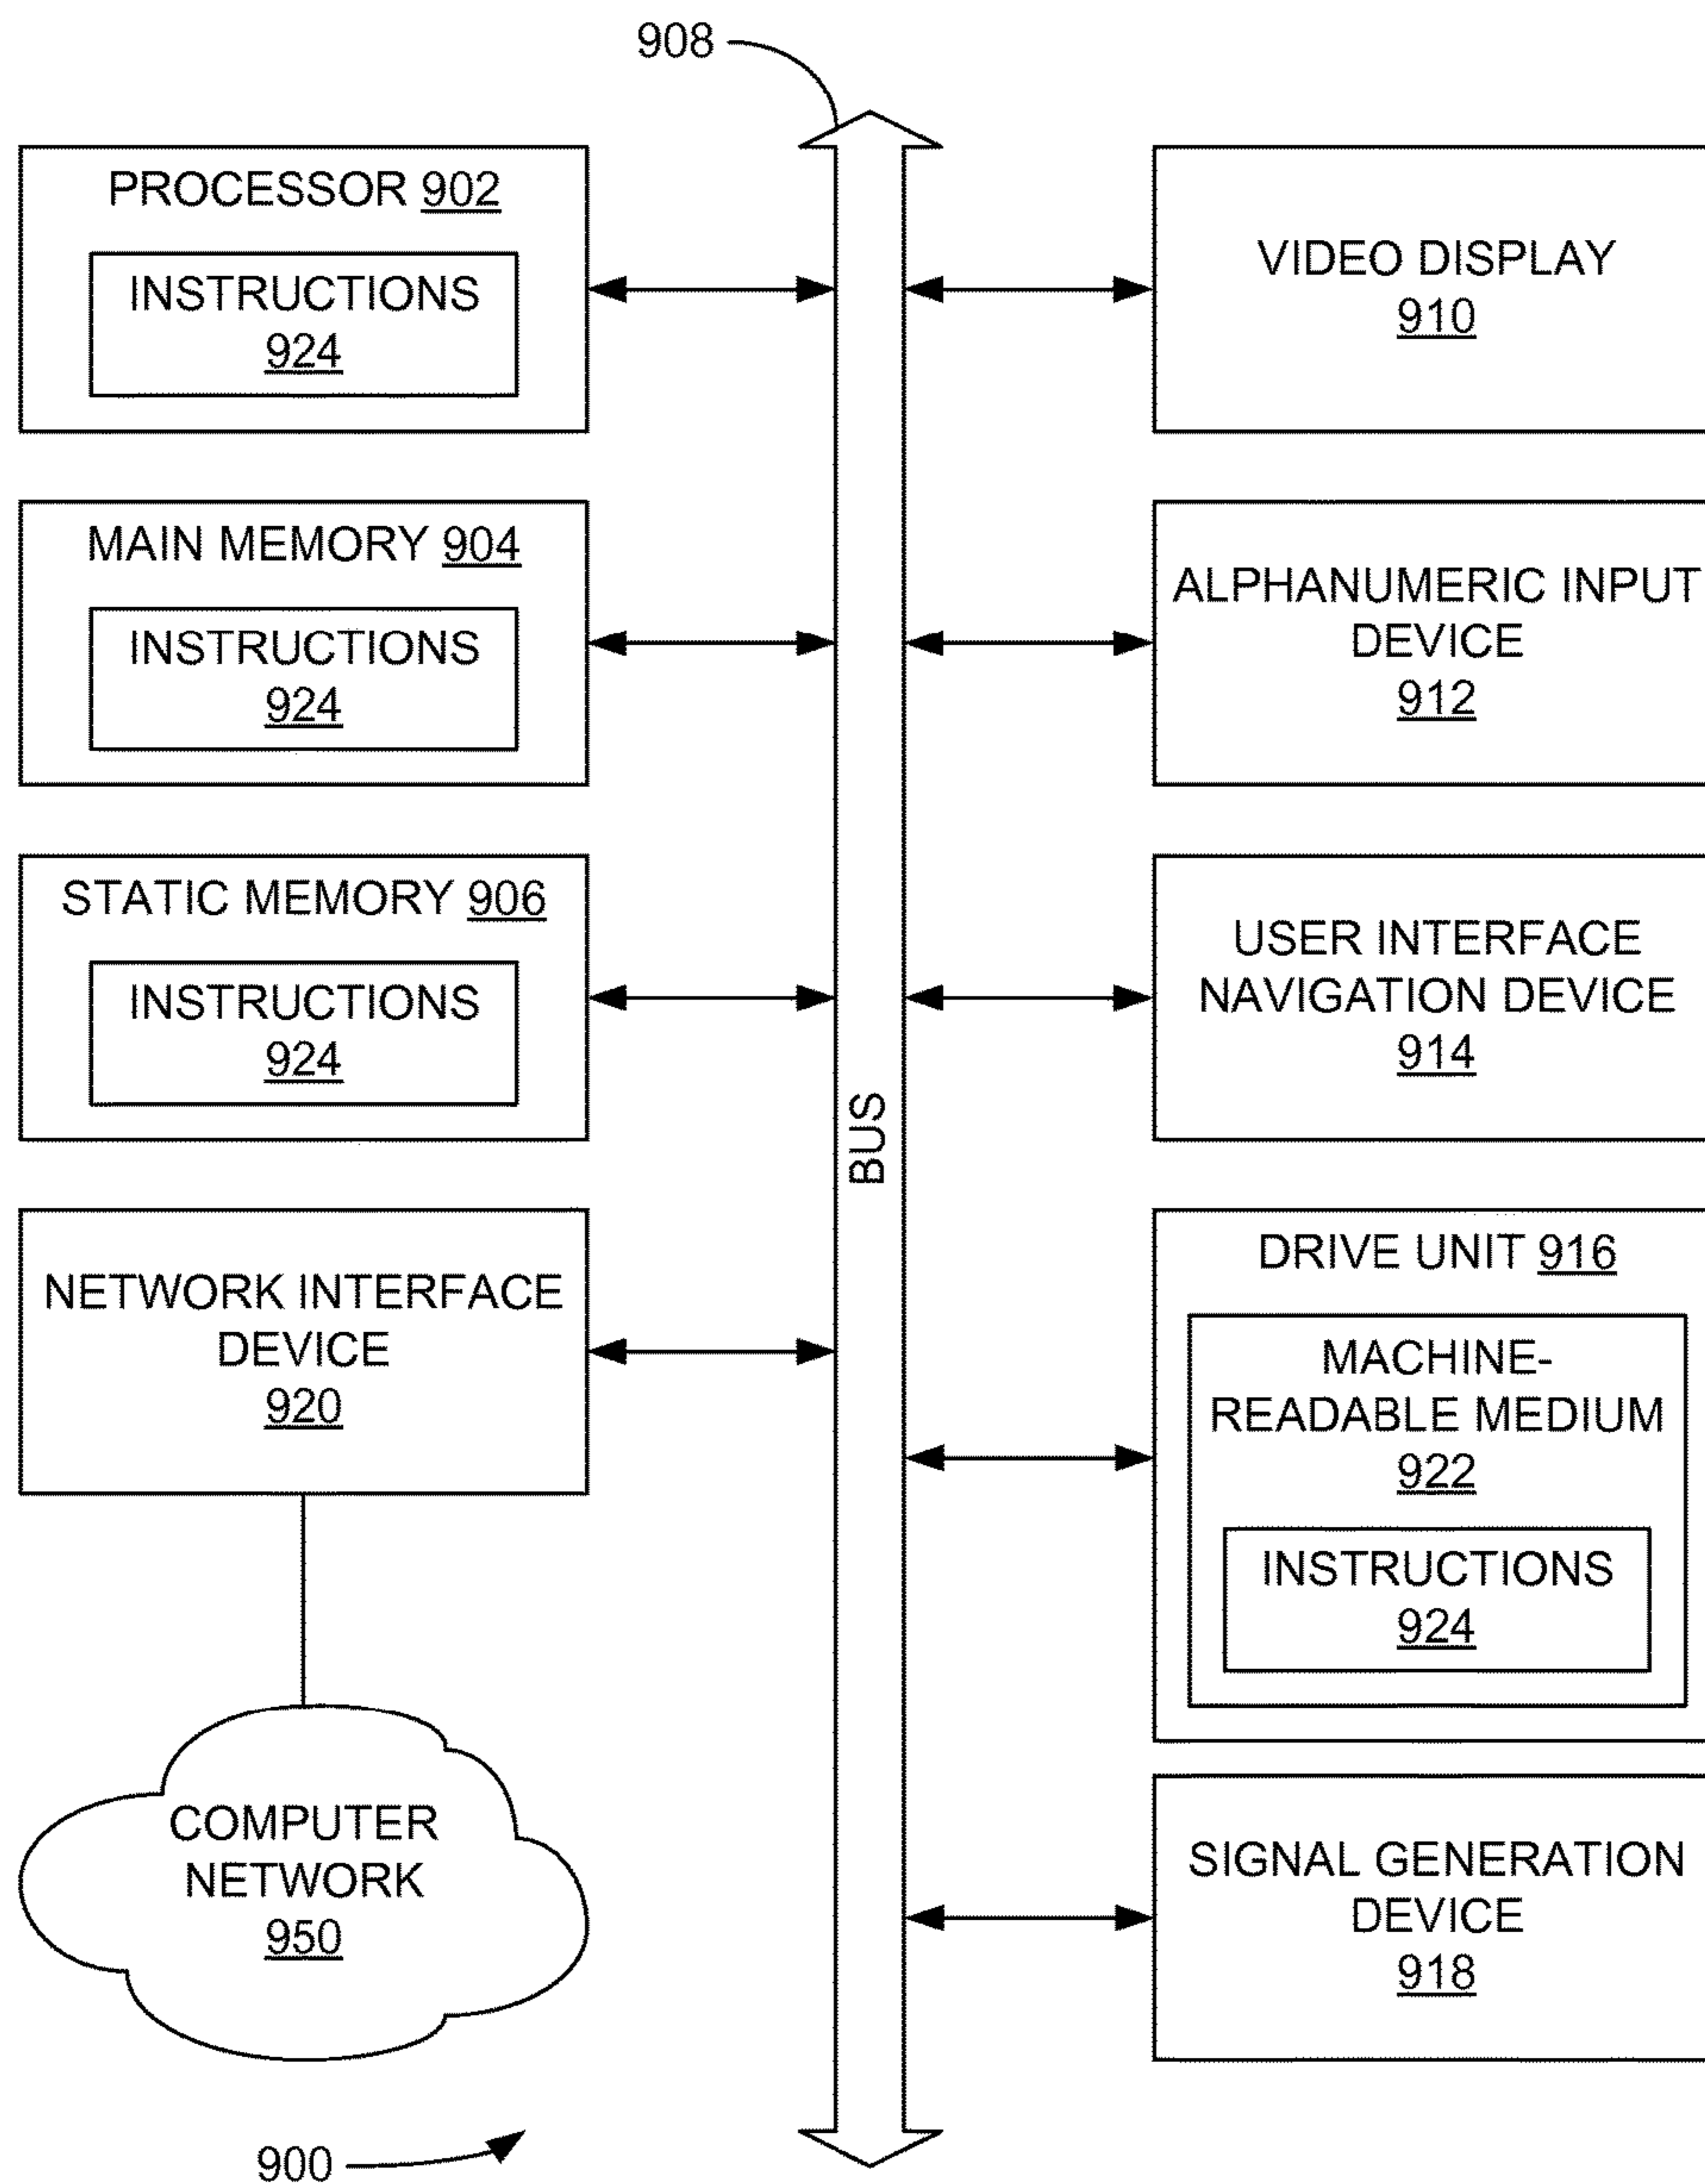 908
PROCESSOR 902
INSTRUCTIONS
924
MAIN MEMORY 904
INSTRUCTIONS
924
STATIC MEMORY 906
INSTRUCTIONS
924
NETWORK INTERFACE
DEVICE
920
COMPUTER
NETWORK
950
900
BUS
VIDEO DISPLAY
910
ALPHANUMERIC INPUT
DEVICE
912
USER INTERFACE
NAVIGATION DEVICE
914
DRIVE UNIT 916
MACHINE-
READABLE MEDIUM
922
INSTRUCTIONS
924
SIGNAL GENERATION
DEVICE
918